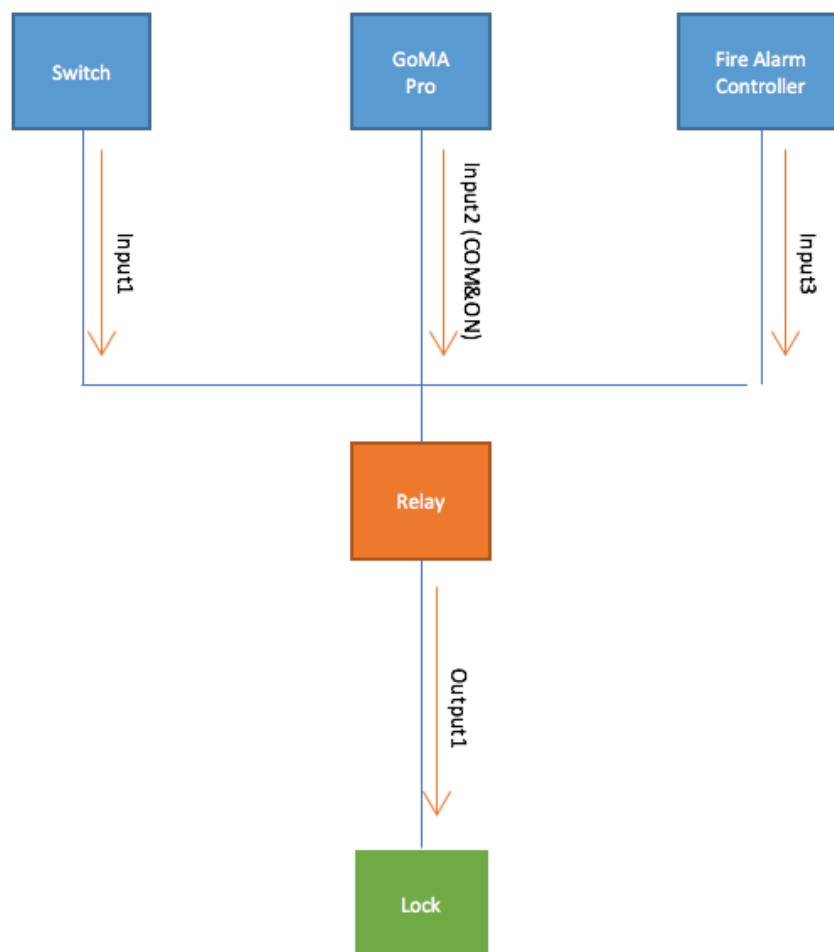 Switch
GoMA
Pro
Fire Alarm
Controller
Input1
Input2 (COM&ON)
Input3
Relay
Output1
Lock